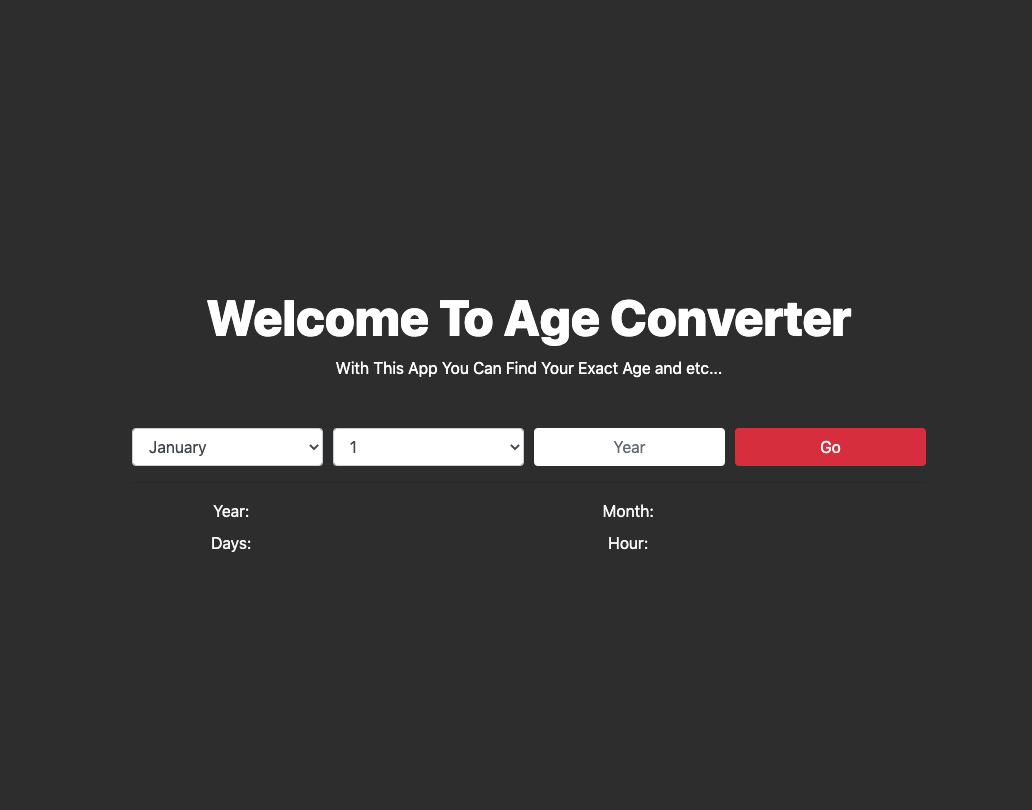 Welcome To Age Converter
With This App You Can Find Your Exact Age and etc...
January 1 Year Go
Year: Month:
Days: Hour: